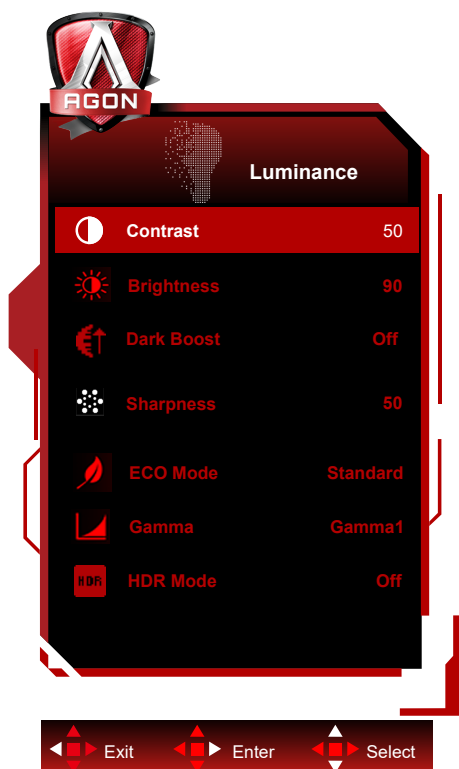 AGON
Luminance
Contrast 50
Brightness 90
Dark Boost Off
Sharpness 50
ECO Mode Standard
Gamma Gamma1
HDR HDR Mode Off
Exit Enter Select